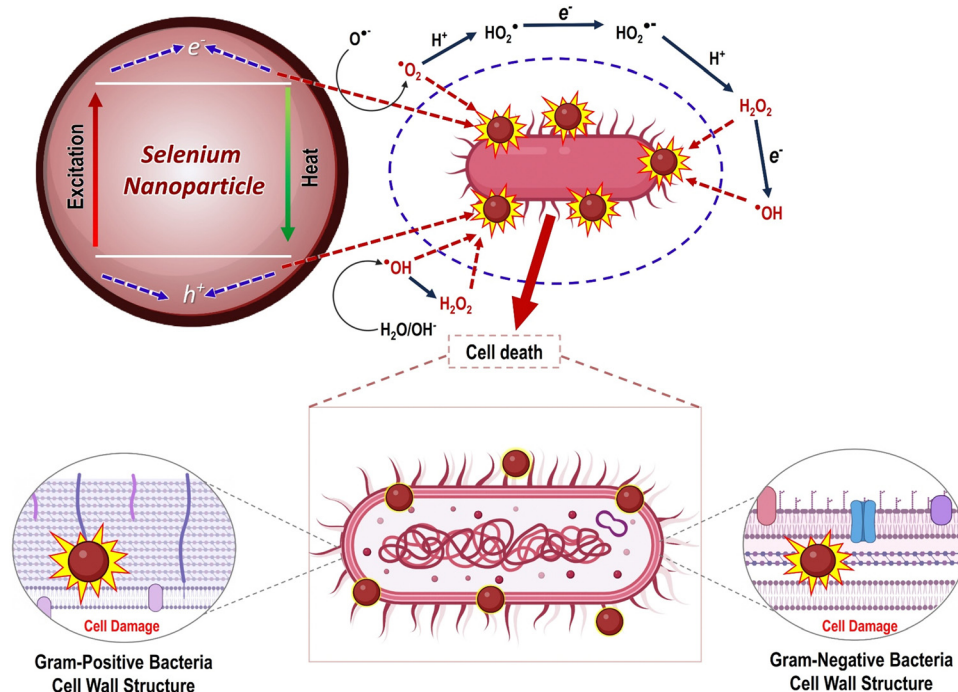 e⁻
Excitation
Selenium
Nanoparticle
Heat
h⁺
O•⁻
•O₂
H⁺
HO₂•
e⁻
HO₂•⁻
H⁺
H₂O₂
e⁻
•OH
•OH
H₂O₂
H₂O/OH⁻
Cell death
Cell Damage
Gram-Positive Bacteria
Cell Wall Structure
Cell Damage
Gram-Negative Bacteria
Cell Wall Structure